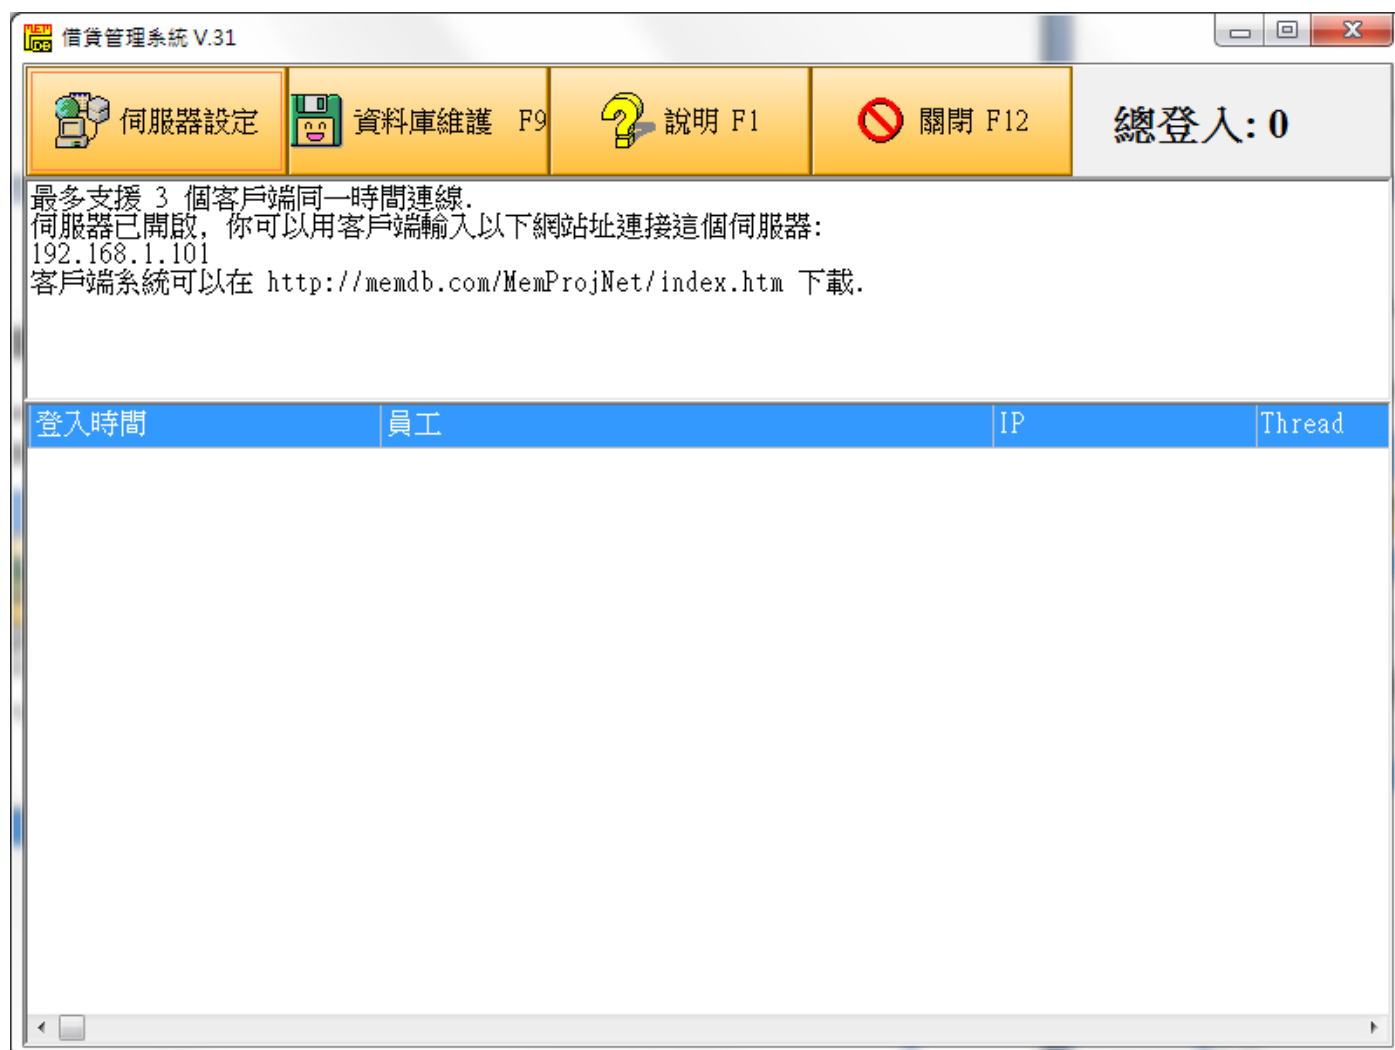 MEM
DB
借貨管理系統 V.31
伺服器設定
資料庫維護 F9
說明 F1
關閉 F12
總登入: 0
最多支援 3 個客戶端同一時間連線.
伺服器已開啟, 你可以用客戶端輸入以下網站址連接這個伺服器:
192.168.1.101
客戶端系統可以在 http://memdb.com/MemProjNet/index.htm 下載.
登入時間 員工 IP Thread